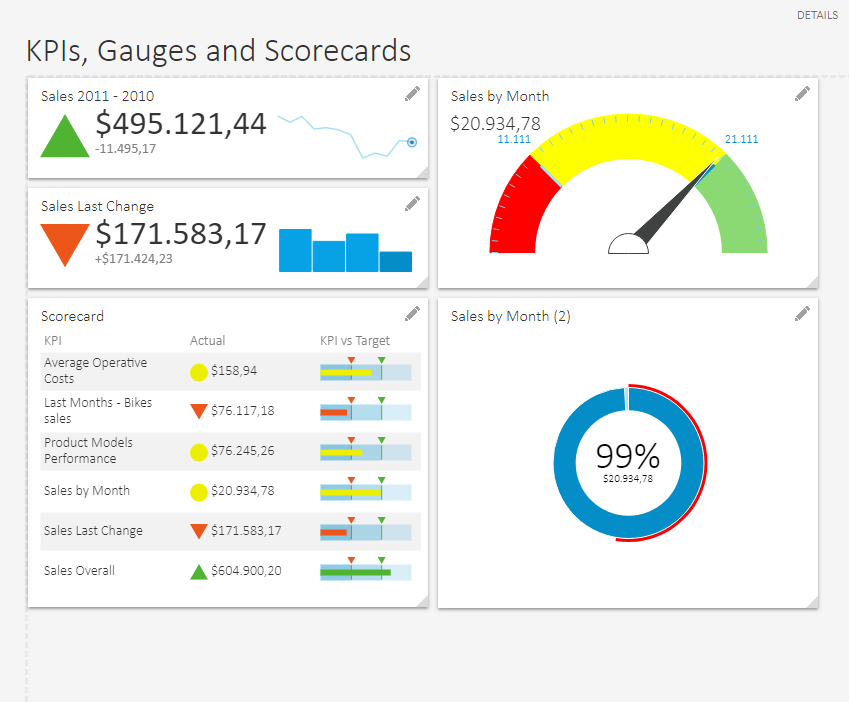 DETAILS
KPIs, Gauges and Scorecards
Sales 2011 - 2010
$495.121,44
-11.495,17
Sales Last Change
$171.583,17
+$171.424,23
Sales by Month
$20.934,78
11.111
21.111
Scorecard
KPI Actual KPI vs Target
Average Operative
Costs
$158,94
Last Months - Bikes
sales
$76.117,18
Product Models
Performance
$76.245,26
Sales by Month $20.934,78
Sales Last Change $171.583,17
Sales Overall $604.900,20
Sales by Month (2)
99%
$20.934,78